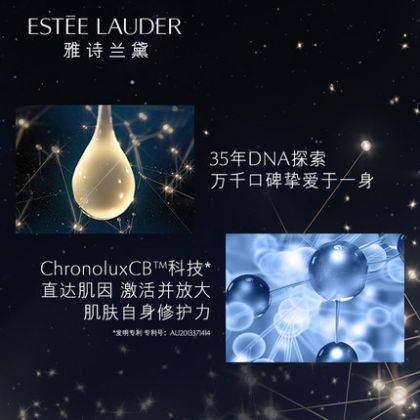 ESTĒE LAUDER
雅诗兰黛
35年DNA探索
万千口碑挚爱于一身
ChronoluxCB™科技*
直达肌因 激活并放大
肌肤自身修护力
*发明专利 专利号：AU2013371414